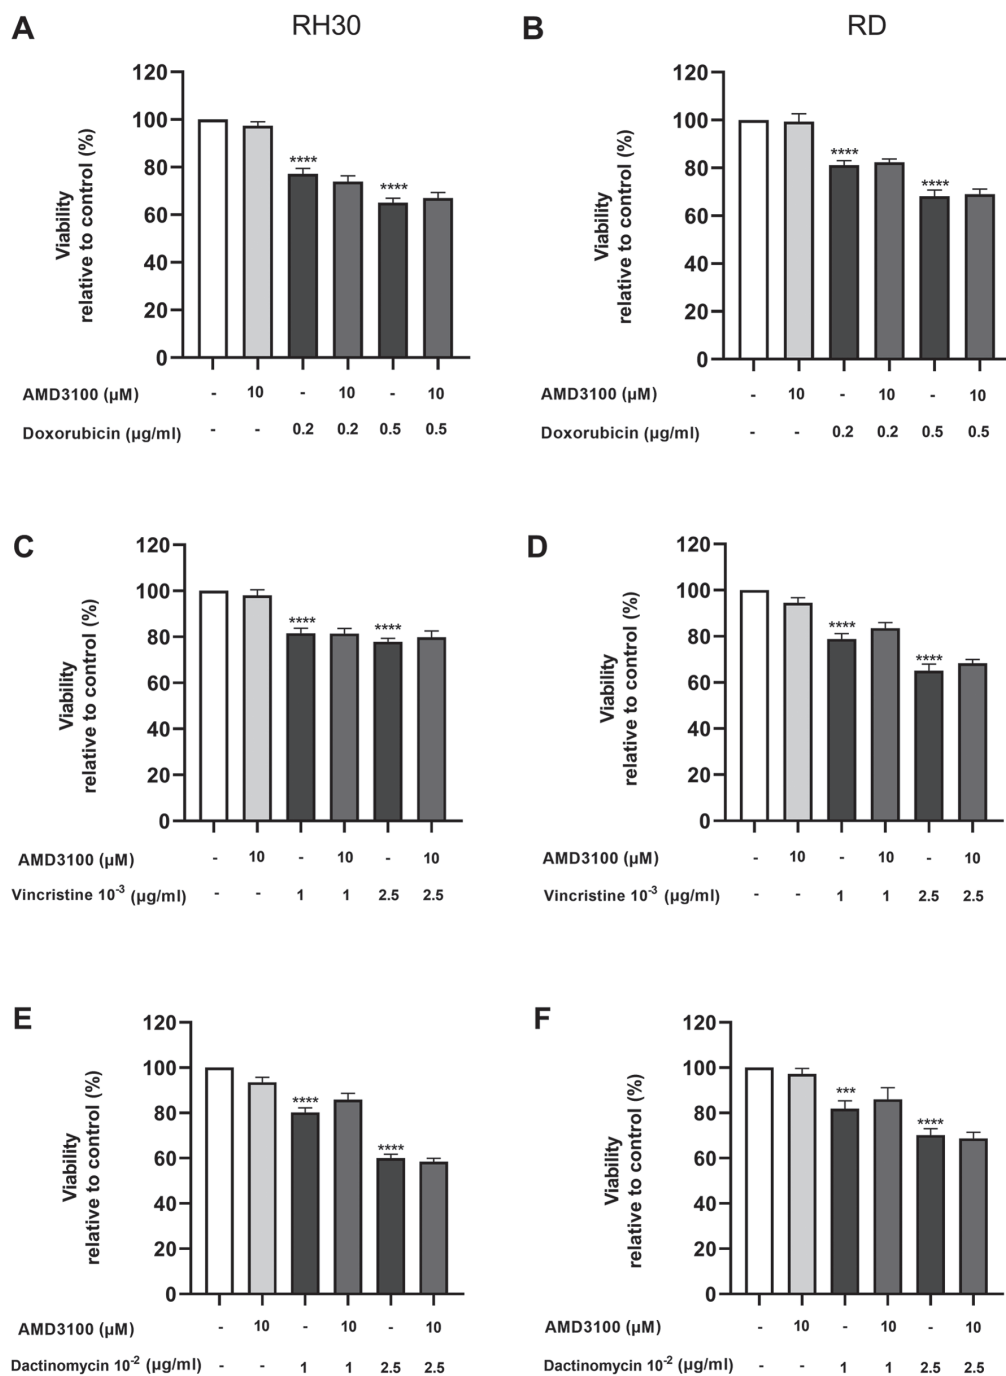 A RH30
120
100
80
60
40
20
0
Viability
relative to control (%)
**** ****
AMD3100 (μM) - 10 - 10 - 10
Doxorubicin (μg/ml) - - 0.2 0.2 0.5 0.5
B RD
120
100
80
60
40
20
0
Viability
relative to control (%)
**** ****
AMD3100 (μM) - 10 - 10 - 10
Doxorubicin (μg/ml) - - 0.2 0.2 0.5 0.5
C
120
100
80
60
40
20
0
Viability
relative to control (%)
**** ****
AMD3100 (μM) - 10 - 10 - 10
Vincristine 10⁻³ (μg/ml) - - 1 1 2.5 2.5
D
120
100
80
60
40
20
0
Viability
relative to control (%)
**** ****
AMD3100 (μM) - 10 - 10 - 10
Vincristine 10⁻³ (μg/ml) - - 1 1 2.5 2.5
E
120
100
80
60
40
20
0
Viability
relative to control (%)
**** ****
AMD3100 (μM) - 10 - 10 - 10
Dactinomycin 10⁻² (μg/ml) - - 1 1 2.5 2.5
F
120
100
80
60
40
20
0
Viability
relative to control (%)
*** ****
AMD3100 (μM) - 10 - 10 - 10
Dactinomycin 10⁻² (μg/ml) - - 1 1 2.5 2.5